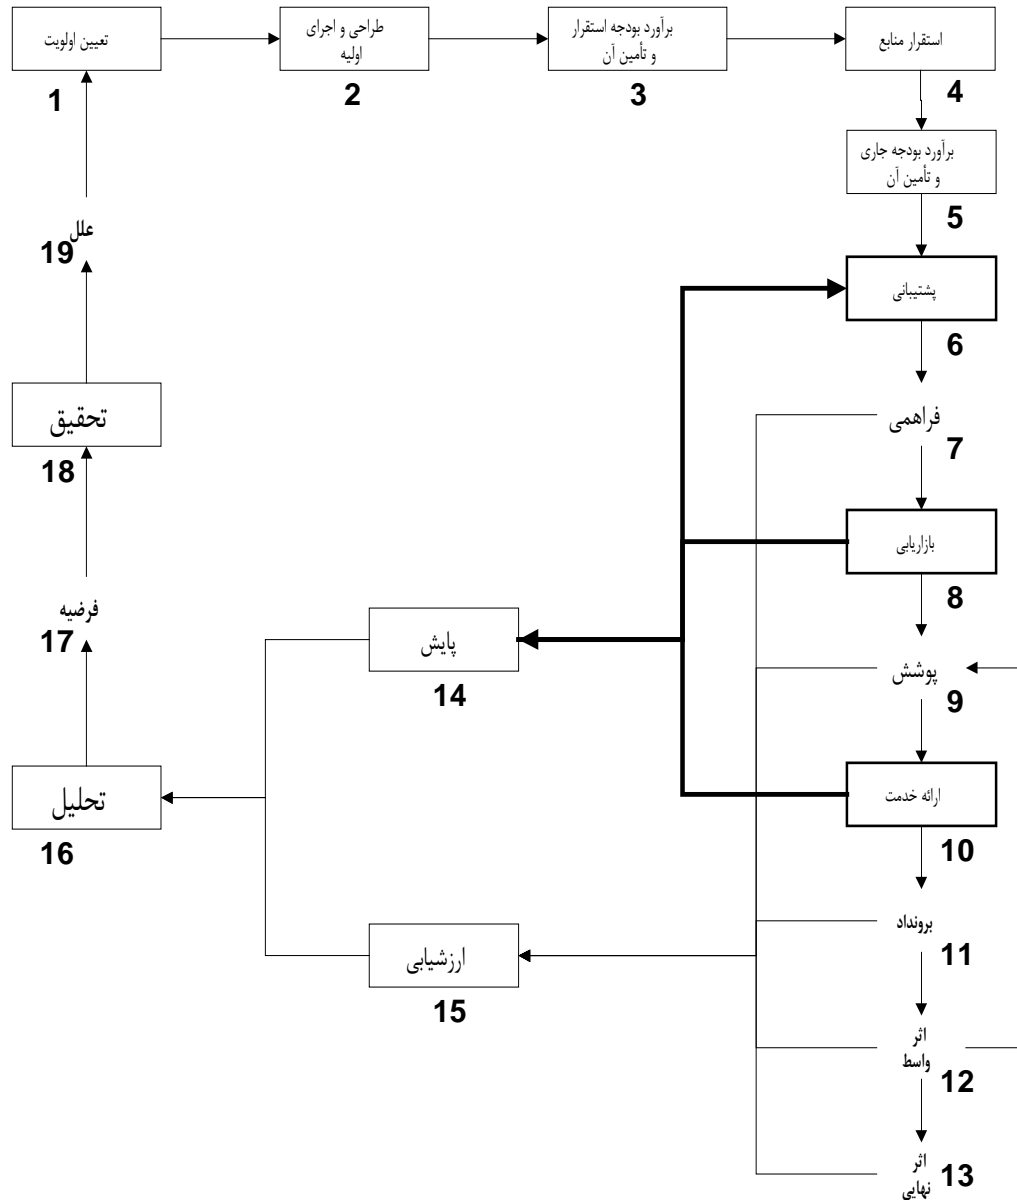 تعیین اولویت
1
طراحی و اجرای
اولیه
2
برآورد بودجه استقرار
و تأمین آن
3
استقرار منابع
4
برآورد بودجه جاری
و تأمین آن
5
پشتیبانی
6
فراهمی
7
بازاریابی
8
پوشش
9
ارائه خدمت
10
برونداد
11
اثر
واسط
12
اثر
نهایی
13
پایش
14
ارزشیابی
15
تحلیل
16
فرضیه
17
تحقیق
18
علل
19